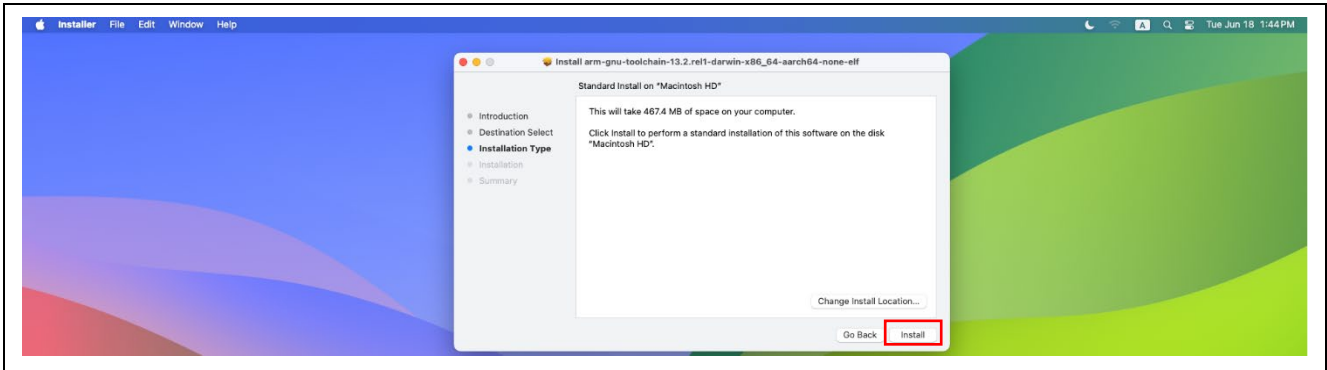 Installer File Edit Window Help A Tue Jun 18 1:44 PM
Install arm-gnu-toolchain-13.2.rel1-darwin-x86_64-aarch64-none-elf
Standard Install on "Macintosh HD"
Introduction
Destination Select
Installation Type
Installation
Summary
This will take 467.4 MB of space on your computer.
Click Install to perform a standard installation of this software on the disk
"Macintosh HD".
Change Install Location...
Go Back Install